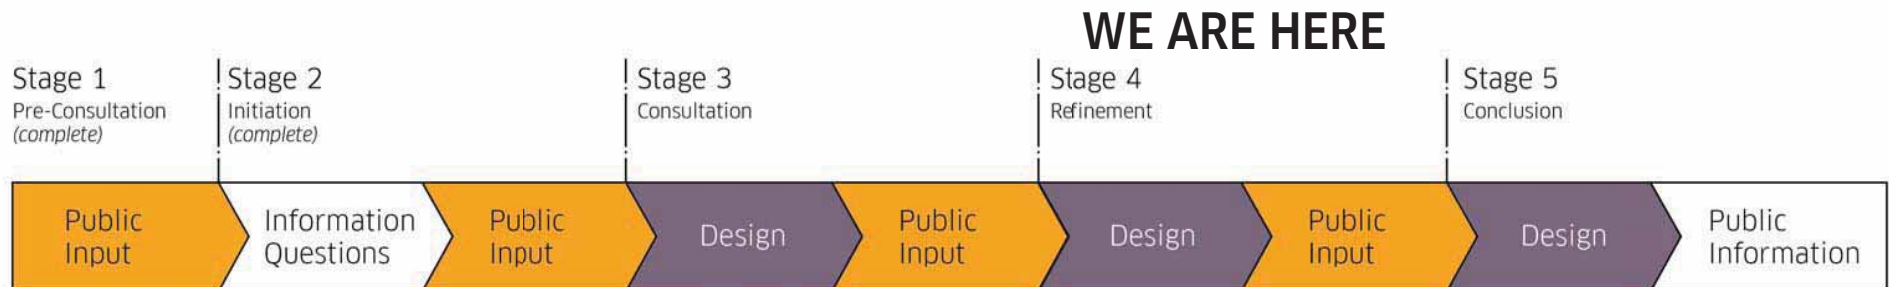 WE ARE HERE
Stage 1
Pre-Consultation
(complete)
Stage 2
Initiation
(complete)
Stage 3
Consultation
Stage 4
Refinement
Stage 5
Conclusion
Public
Input
Information
Questions
Public
Input
Design
Public
Input
Design
Public
Input
Design
Public
Information